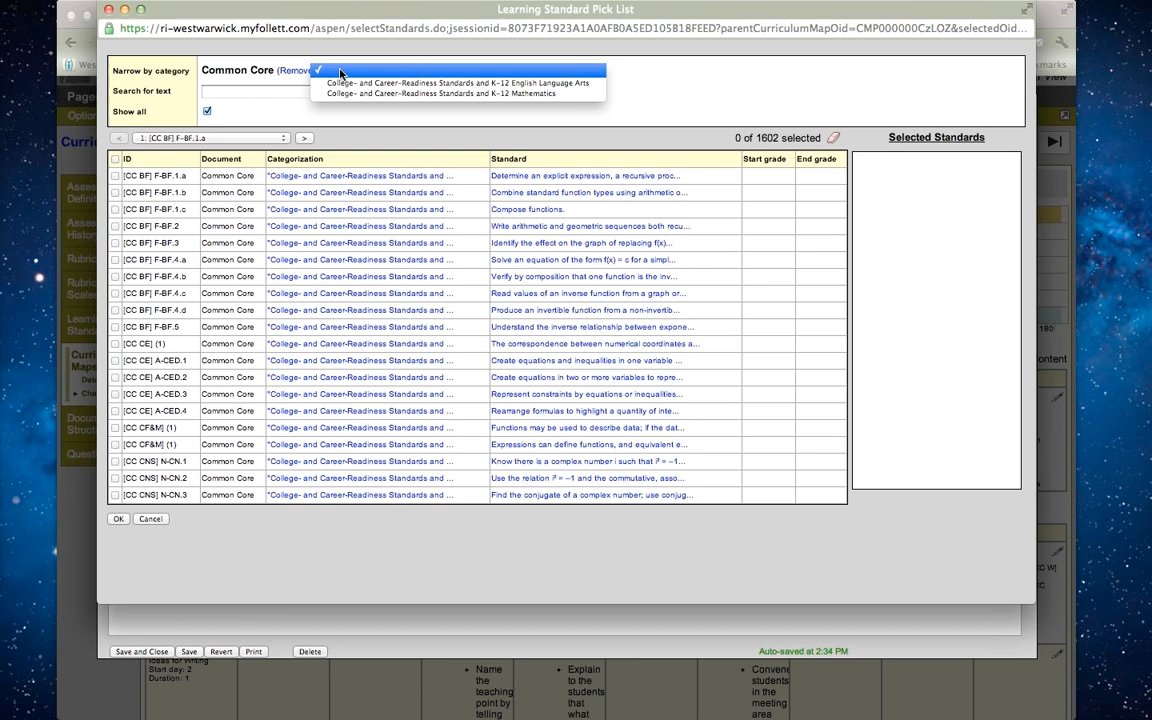 Learning Standard Pick List
https://ri-westwarwick.myfollett.com/aspen/selectStandards.do;jsessionid=8073F71923A1A0AFB0A5ED105B18FEED?parentCurriculumMapOid=CMP000000CzLOZ&selectedOid...
Narrow by category Common Core (Remov ✓
College- and Career-Readiness Standards and K-12 English Language Arts
College- and Career-Readiness Standards and K-12 Mathematics
Search for text
Show all
< 1: [CC BF] F-BF.1.a > 0 of 1602 selected Selected Standards
ID Document Categorization Standard Start grade End grade
[CC BF] F-BF.1.a Common Core "College- and Career-Readiness Standards and ... Determine an explicit expression, a recursive proc...
[CC BF] F-BF.1.b Common Core "College- and Career-Readiness Standards and ... Combine standard function types using arithmetic o...
[CC BF] F-BF.1.c Common Core "College- and Career-Readiness Standards and ... Compose functions.
[CC BF] F-BF.2 Common Core "College- and Career-Readiness Standards and ... Write arithmetic and geometric sequences both recu...
[CC BF] F-BF.3 Common Core "College- and Career-Readiness Standards and ... Identify the effect on the graph of replacing f(x)...
[CC BF] F-BF.4.a Common Core "College- and Career-Readiness Standards and ... Solve an equation of the form f(x) = c for a simpl...
[CC BF] F-BF.4.b Common Core "College- and Career-Readiness Standards and ... Verify by composition that one function is the inv...
[CC BF] F-BF.4.c Common Core "College- and Career-Readiness Standards and ... Read values of an inverse function from a graph or...
[CC BF] F-BF.4.d Common Core "College- and Career-Readiness Standards and ... Produce an invertible function from a non-invertib...
[CC BF] F-BF.5 Common Core "College- and Career-Readiness Standards and ... Understand the inverse relationship between expone...
[CC CE] (1) Common Core "College- and Career-Readiness Standards and ... The correspondence between numerical coordinates a...
[CC CE] A-CED.1 Common Core "College- and Career-Readiness Standards and ... Create equations and inequalities in one variable ...
[CC CE] A-CED.2 Common Core "College- and Career-Readiness Standards and ... Create equations in two or more variables to repre...
[CC CE] A-CED.3 Common Core "College- and Career-Readiness Standards and ... Represent constraints by equations or inequalities...
[CC CE] A-CED.4 Common Core "College- and Career-Readiness Standards and ... Rearrange formulas to highlight a quantity of inte...
[CC CF&M] (1) Common Core "College- and Career-Readiness Standards and ... Functions may be used to describe data; if the dat...
[CC CF&M] (1) Common Core "College- and Career-Readiness Standards and ... Expressions can define functions, and equivalent e...
[CC CNS] N-CN.1 Common Core "College- and Career-Readiness Standards and ... Know there is a complex number i such that i² = −1...
[CC CNS] N-CN.2 Common Core "College- and Career-Readiness Standards and ... Use the relation i² = −1 and the commutative, asso...
[CC CNS] N-CN.3 Common Core "College- and Career-Readiness Standards and ... Find the conjugate of a complex number; use conjug...
OK Cancel
Save and Close Save Revert Print Delete Auto-saved at 2:34 PM
Ideas for Writing
Start day: 2
Duration: 1
Name
the
teaching
point by
telling
Explain
to the
students
that
what
Convene
students
in the
meeting
area